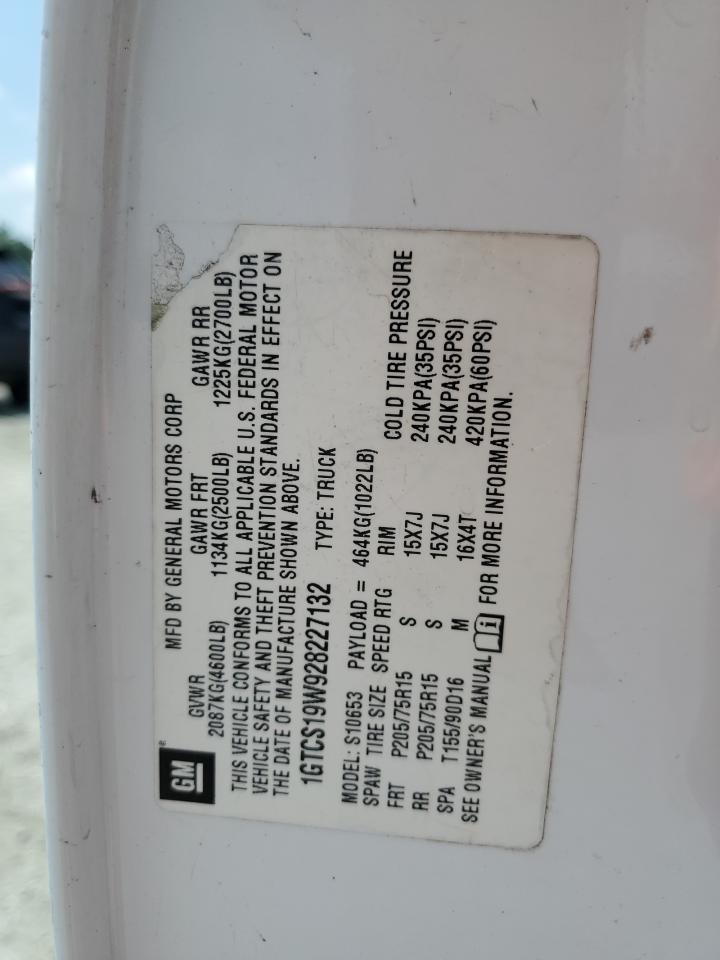 GM ®
MFD BY GENERAL MOTORS CORP
GVWR GAWR FRT GAWR RR
2087KG(4600LB) 1134KG(2500LB) 1225KG(2700LB)
THIS VEHICLE CONFORMS TO ALL APPLICABLE U.S. FEDERAL MOTOR
VEHICLE SAFETY AND THEFT PREVENTION STANDARDS IN EFFECT ON
THE DATE OF MANUFACTURE SHOWN ABOVE.
1GTCS19W928227132 TYPE: TRUCK
MODEL: S10653 PAYLOAD = 464KG(1022LB)
SPAW TIRE SIZE SPEED RTG RIM COLD TIRE PRESSURE
FRT P205/75R15 S 15X7J 240KPA(35PSI)
RR P205/75R15 S 15X7J 240KPA(35PSI)
SPA T155/90D16 M 16X4T 420KPA(60PSI)
SEE OWNER'S MANUAL FOR MORE INFORMATION.